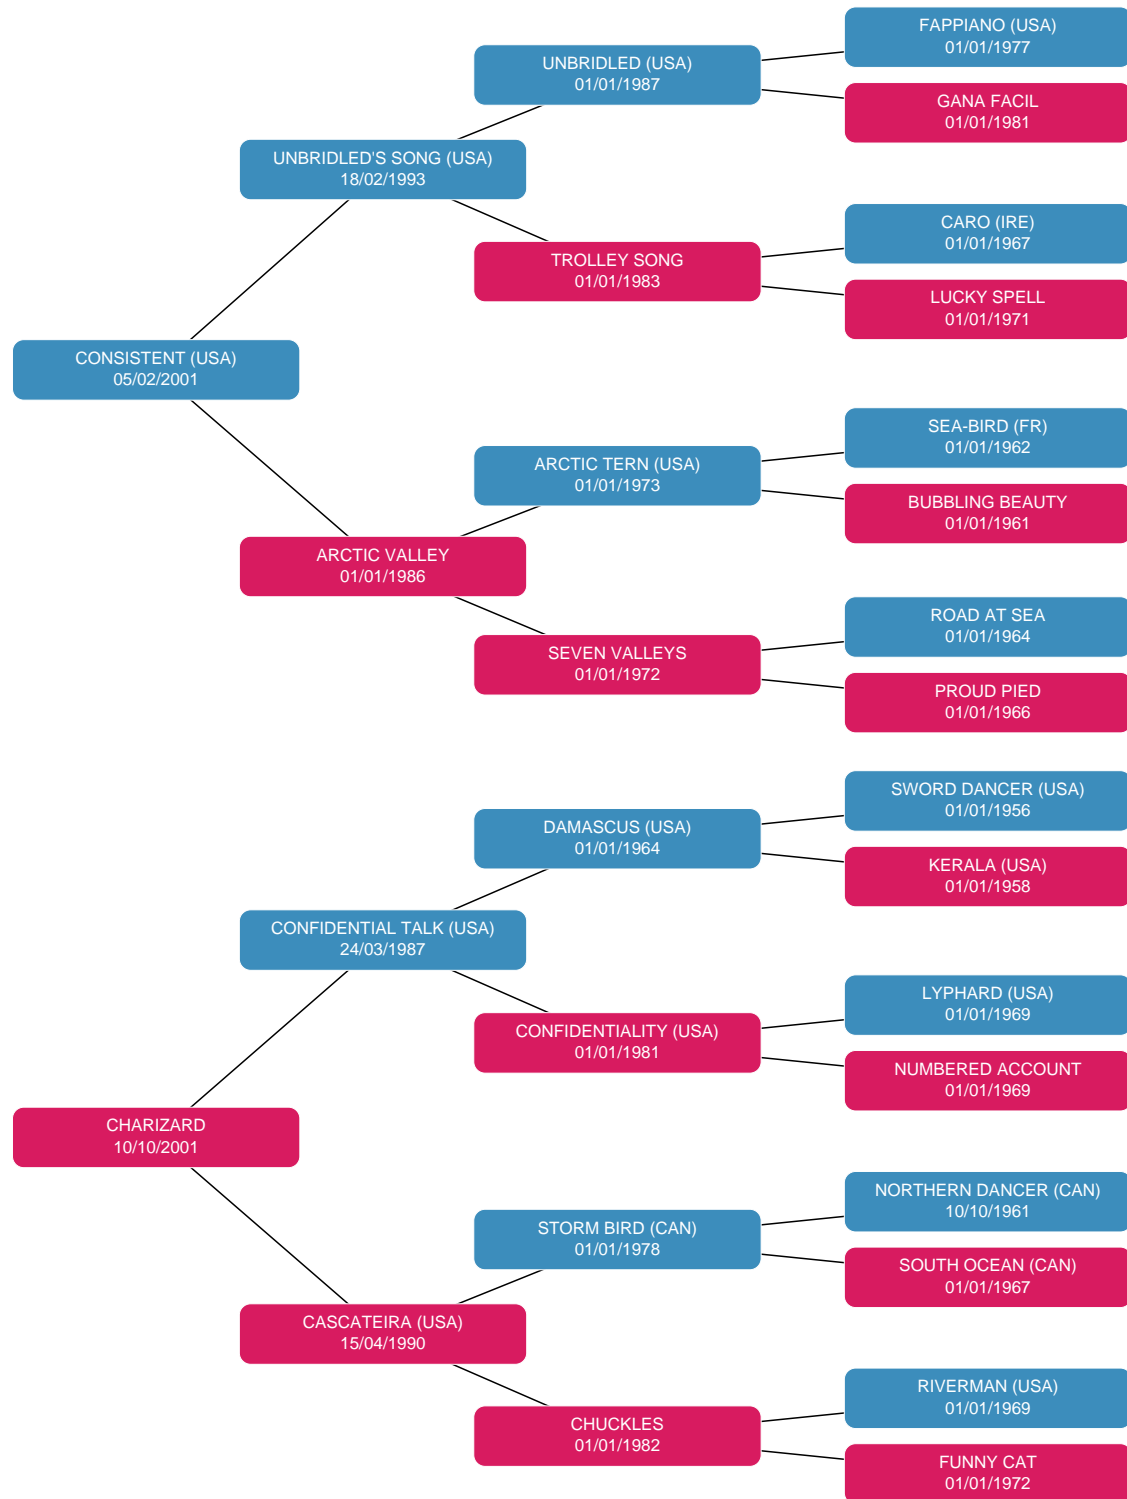 FAPPIANO (USA)
01/01/1977
UNBRIDLED (USA)
01/01/1987
GANA FACIL
01/01/1981
UNBRIDLED'S SONG (USA)
18/02/1993
CARO (IRE)
01/01/1967
TROLLEY SONG
01/01/1983
LUCKY SPELL
01/01/1971
CONSISTENT (USA)
05/02/2001
SEA-BIRD (FR)
01/01/1962
ARCTIC TERN (USA)
01/01/1973
BUBBLING BEAUTY
01/01/1961
ARCTIC VALLEY
01/01/1986
ROAD AT SEA
01/01/1964
SEVEN VALLEYS
01/01/1972
PROUD PIED
01/01/1966
SWORD DANCER (USA)
01/01/1956
DAMASCUS (USA)
01/01/1964
KERALA (USA)
01/01/1958
CONFIDENTIAL TALK (USA)
24/03/1987
LYPHARD (USA)
01/01/1969
CONFIDENTIALITY (USA)
01/01/1981
NUMBERED ACCOUNT
01/01/1969
CHARIZARD
10/10/2001
NORTHERN DANCER (CAN)
10/10/1961
STORM BIRD (CAN)
01/01/1978
SOUTH OCEAN (CAN)
01/01/1967
CASCATEIRA (USA)
15/04/1990
RIVERMAN (USA)
01/01/1969
CHUCKLES
01/01/1982
FUNNY CAT
01/01/1972